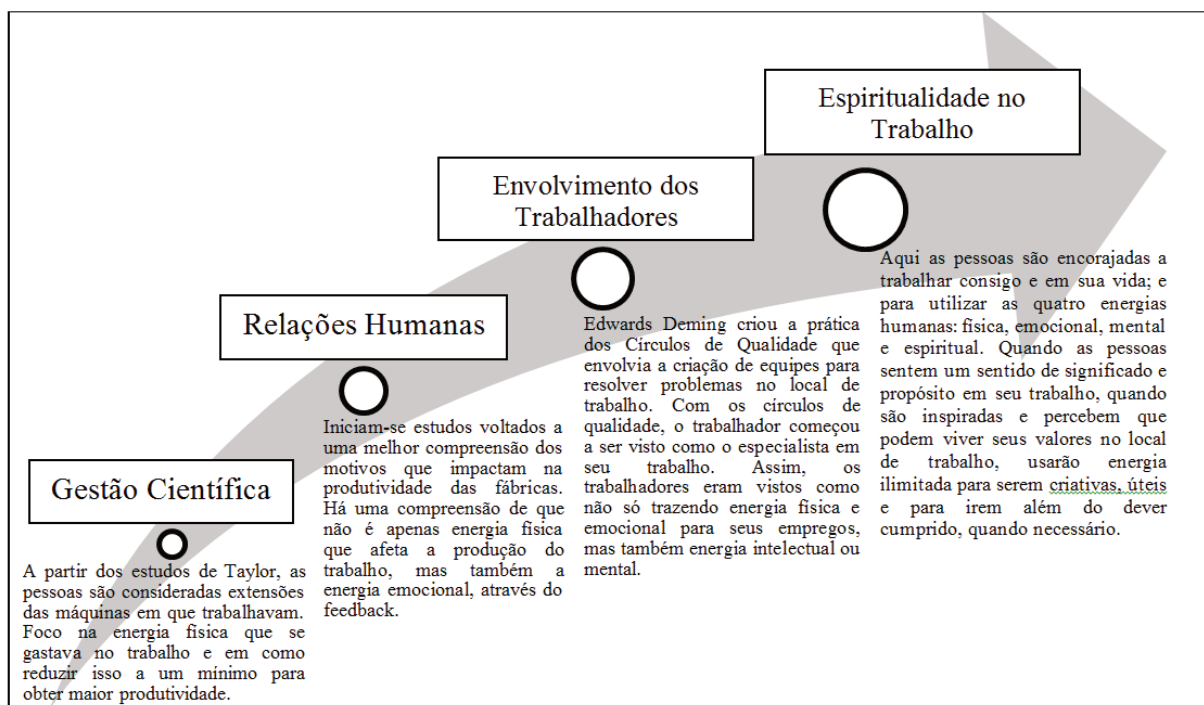 Gestão Científica
A partir dos estudos de Taylor, as
pessoas são consideradas extensões
das máquinas em que trabalhavam.
Foco na energia física que se
gastava no trabalho e em como
reduzir isso a um mínimo para
obter maior produtividade.
Relações Humanas
Iniciam-se estudos voltados a
uma melhor compreensão dos
motivos que impactam na
produtividade das fábricas.
Há uma compreensão de que
não é apenas energia física
que afeta a produção do
trabalho, mas também a
energia emocional, através do
feedback.
Envolvimento dos
Trabalhadores
Edwards Deming criou a prática
dos Círculos de Qualidade que
envolvia a criação de equipes para
resolver problemas no local de
trabalho. Com os círculos de
qualidade, o trabalhador começou
a ser visto como o especialista em
seu trabalho. Assim, os
trabalhadores eram vistos como
não só trazendo energia física e
emocional para seus empregos,
mas também energia intelectual ou
mental.
Espiritualidade no
Trabalho
Aqui as pessoas são encorajadas a
trabalhar consigo e em sua vida; e
para utilizar as quatro energias
humanas: física, emocional, mental
e espiritual. Quando as pessoas
sentem um sentido de significado e
propósito em seu trabalho, quando
são inspiradas e percebem que
podem viver seus valores no local
de trabalho, usarão energia
ilimitada para serem criativas, úteis
e para irem além do dever
cumprido, quando necessário.